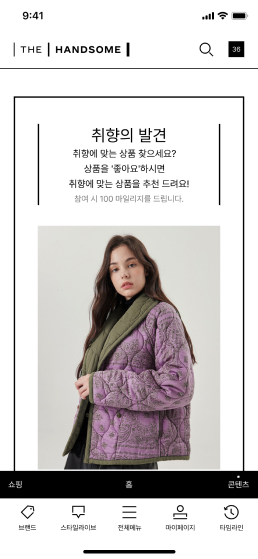 9:41
THE HANDSOME
36
취향의 발견
취향에 맞는 상품 찾으세요?
상품을 '좋아요'하시면
취향에 맞는 상품을 추천 드려요!
참여 시 100 마일리지를 드립니다.
쇼핑 홈 콘텐츠
브랜드 스타일라이브 전체메뉴 마이페이지 타임라인